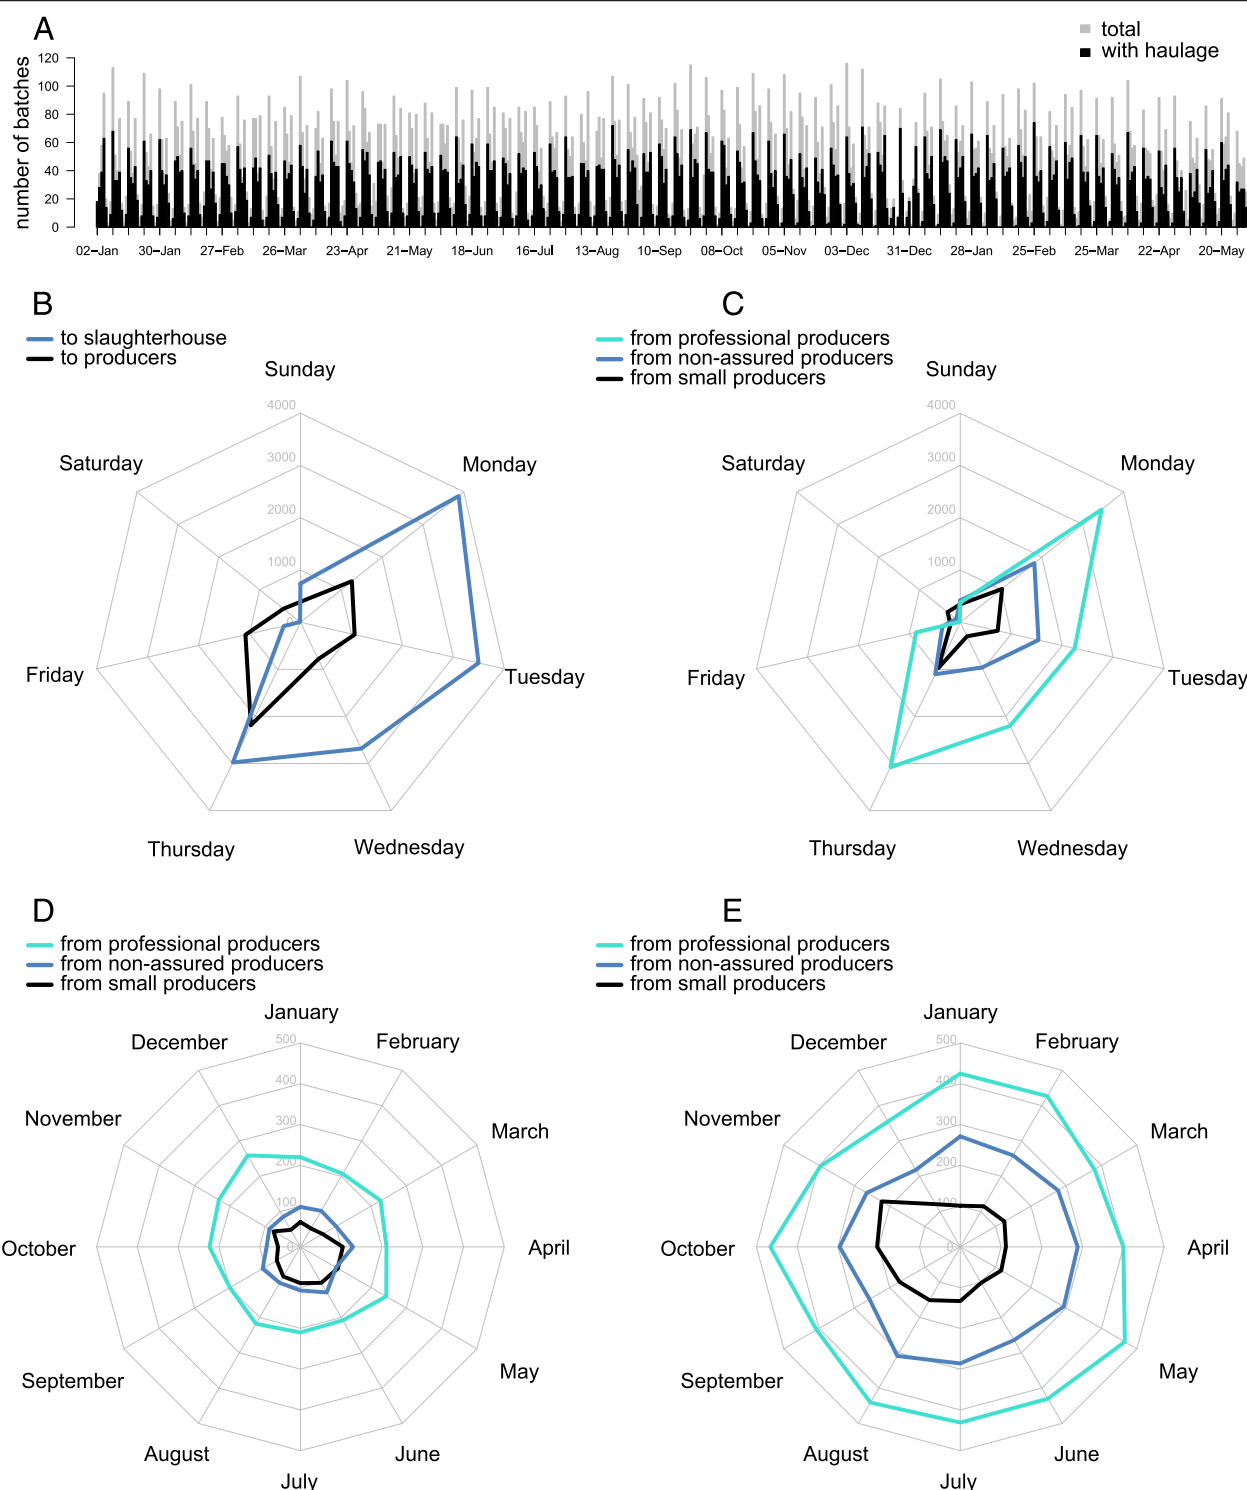 A
total
with haulage
number of batches
120
100
80
60
40
20
0
02–Jan 30–Jan 27–Feb 26–Mar 23–Apr 21–May 18–Jun 16–Jul 13–Aug 10–Sep 08–Oct 05–Nov 03–Dec 31–Dec 28–Jan 25–Feb 25–Mar 22–Apr 20–May
B
to slaughterhouse
to producers
Sunday
Monday
Tuesday
Wednesday
Thursday
Friday
Saturday
4000
3000
2000
1000
0
C
from professional producers
from non-assured producers
from small producers
Sunday
Monday
Tuesday
Wednesday
Thursday
Friday
Saturday
4000
3000
2000
1000
D
from professional producers
from non-assured producers
from small producers
January
February
March
April
May
June
July
August
September
October
November
December
500
400
300
200
100
0
E
from professional producers
from non-assured producers
from small producers
January
February
March
April
May
June
July
August
September
October
November
December
500
400
300
200
100
0